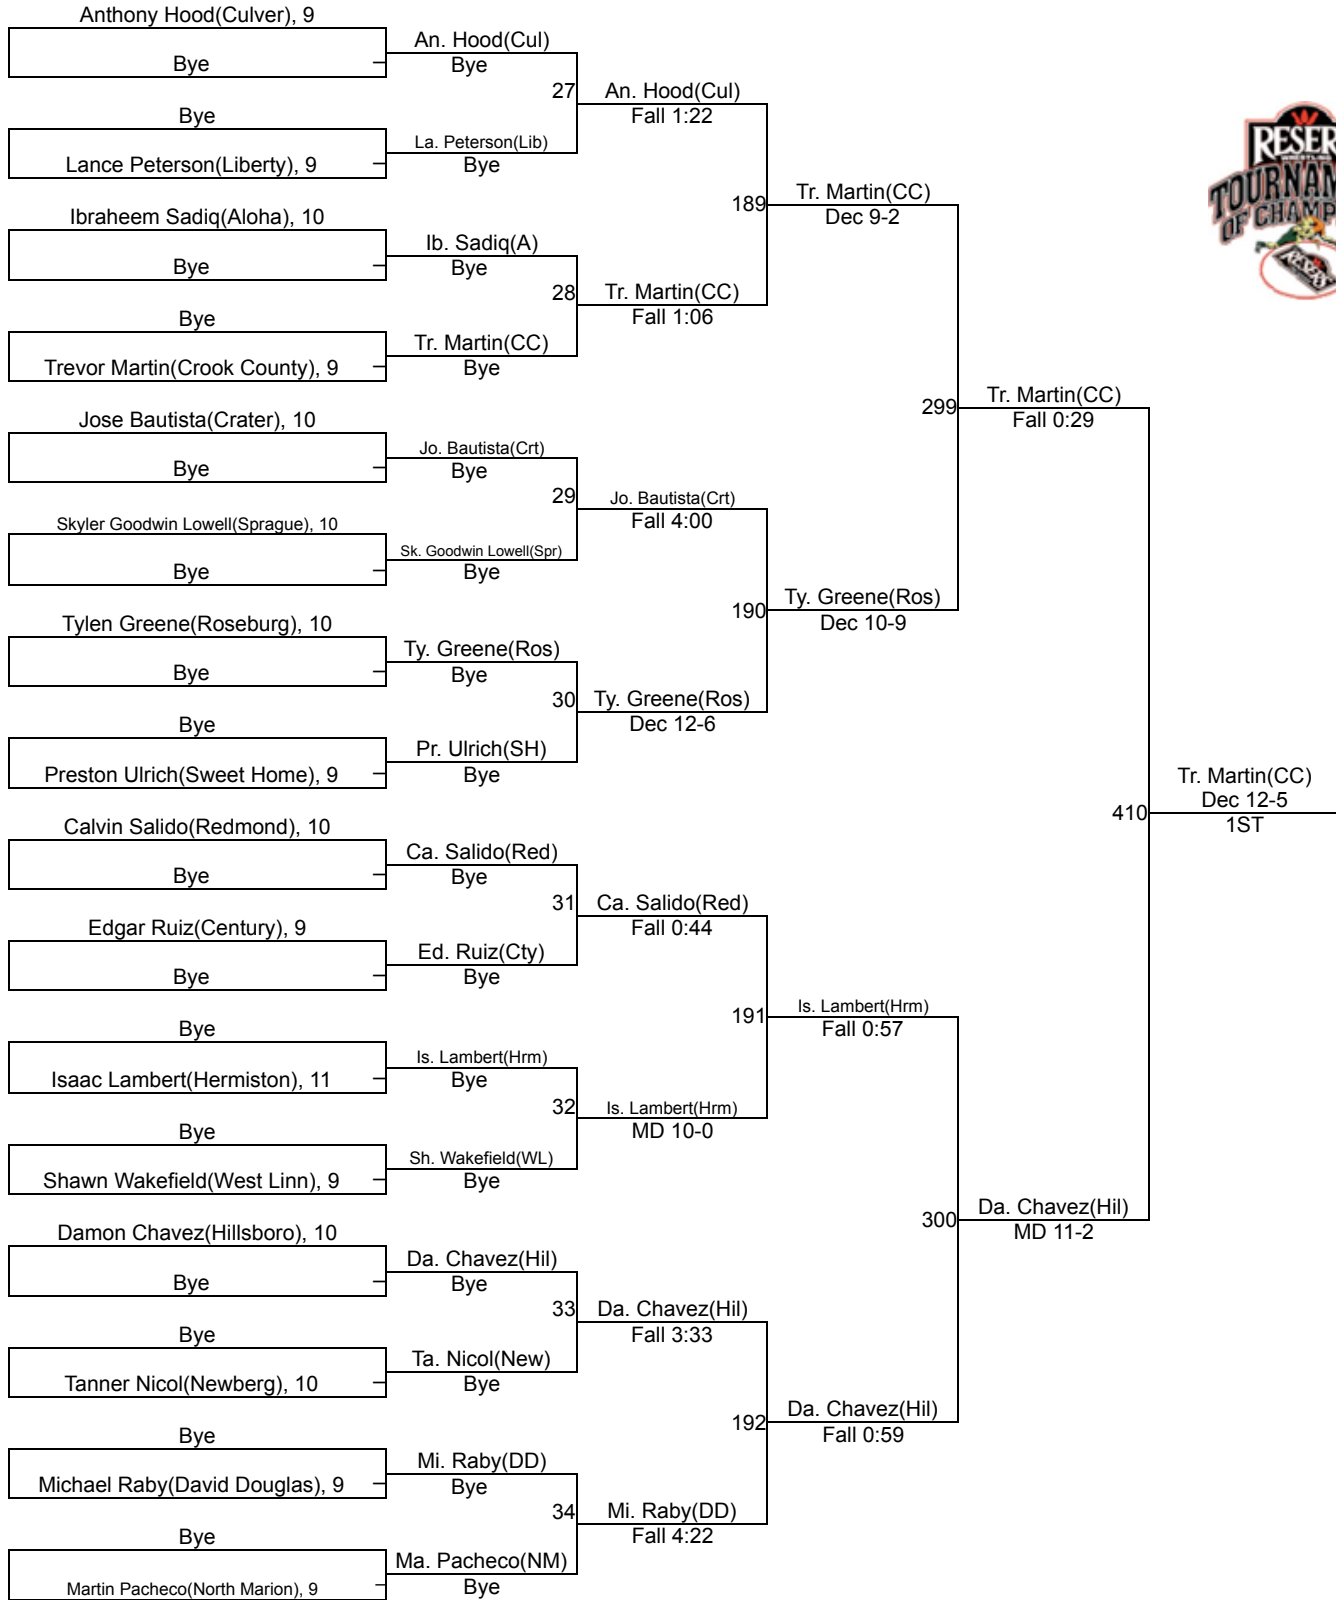 Anthony Hood(Culver), 9
Bye
Bye
Lance Peterson(Liberty), 9
Ibraheem Sadiq(Aloha), 10
Bye
Bye
Trevor Martin(Crook County), 9
Jose Bautista(Crater), 10
Bye
Skyler Goodwin Lowell(Sprague), 10
Bye
Tylen Greene(Roseburg), 10
Bye
Bye
Preston Ulrich(Sweet Home), 9
Calvin Salido(Redmond), 10
Bye
Edgar Ruiz(Century), 9
Bye
Bye
Isaac Lambert(Hermiston), 11
Bye
Shawn Wakefield(West Linn), 9
Damon Chavez(Hillsboro), 10
Bye
Bye
Tanner Nicol(Newberg), 10
Bye
Michael Raby(David Douglas), 9
Bye
Martin Pacheco(North Marion), 9
An. Hood(Cul)
Bye
27
La. Peterson(Lib)
Bye
Ib. Sadiq(A)
Bye
28
Tr. Martin(CC)
Bye
Jo. Bautista(Crt)
Bye
29
Sk. Goodwin Lowell(Spr)
Bye
Ty. Greene(Ros)
Bye
30
Pr. Ulrich(SH)
Bye
Ca. Salido(Red)
Bye
31
Ed. Ruiz(Cty)
Bye
Is. Lambert(Hrm)
Bye
32
Sh. Wakefield(WL)
Bye
Da. Chavez(Hil)
Bye
33
Ta. Nicol(New)
Bye
Mi. Raby(DD)
Bye
34
Ma. Pacheco(NM)
Bye
An. Hood(Cul)
Fall 1:22
189
Tr. Martin(CC)
Fall 1:06
Jo. Bautista(Crt)
Fall 4:00
190
Ty. Greene(Ros)
Dec 12-6
Ca. Salido(Red)
Fall 0:44
191
Is. Lambert(Hrm)
MD 10-0
Da. Chavez(Hil)
Fall 3:33
192
Mi. Raby(DD)
Fall 4:22
Tr. Martin(CC)
Dec 9-2
299
Ty. Greene(Ros)
Dec 10-9
Is. Lambert(Hrm)
Fall 0:57
300
Da. Chavez(Hil)
Fall 0:59
Tr. Martin(CC)
Fall 0:29
410
Da. Chavez(Hil)
MD 11-2
Tr. Martin(CC)
Dec 12-5
1ST
RESER
WRESTLING
TOURNAM
OF CHAMP
RESER'S